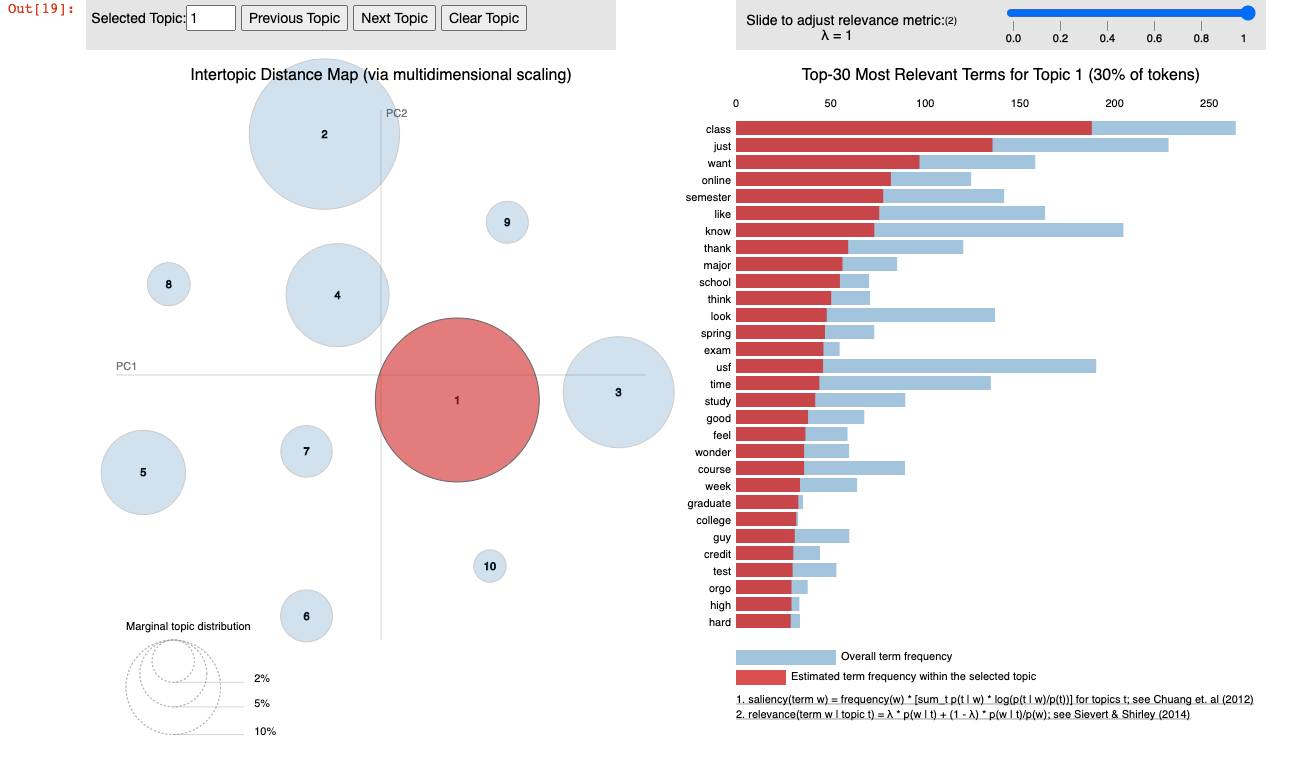 Out[19]:
Selected Topic: 1 Previous Topic Next Topic Clear Topic
Slide to adjust relevance metric:(2)
λ = 1
0.0 0.2 0.4 0.6 0.8 1
Intertopic Distance Map (via multidimensional scaling)
PC2
2
9
8
4
PC1
1
3
7
5
10
6
Marginal topic distribution
2%
5%
10%
Top-30 Most Relevant Terms for Topic 1 (30% of tokens)
0 50 100 150 200 250
class
just
want
online
semester
like
know
thank
major
school
think
look
spring
exam
usf
time
study
good
feel
wonder
course
week
graduate
college
guy
credit
test
orgo
high
hard
Overall term frequency
Estimated term frequency within the selected topic
1. saliency(term w) = frequency(w) * [sum_t p(t | w) * log(p(t | w)/p(t))] for topics t; see Chuang et. al (2012)
2. relevance(term w | topic t) = λ * p(w | t) + (1 - λ) * p(w | t)/p(w); see Sievert & Shirley (2014)